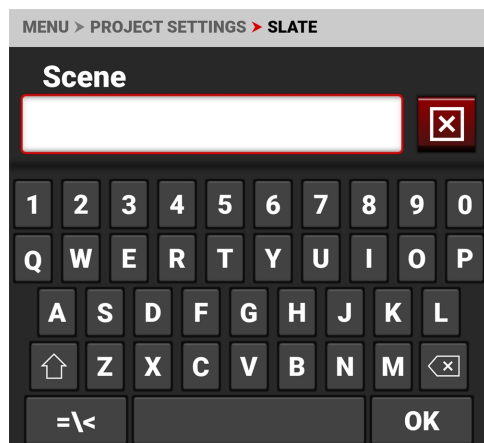 MENU > PROJECT SETTINGS > SLATE
Scene
1 2 3 4 5 6 7 8 9 0
Q W E R T Y U I O P
A S D F G H J K L
Z X C V B N M
=\< OK